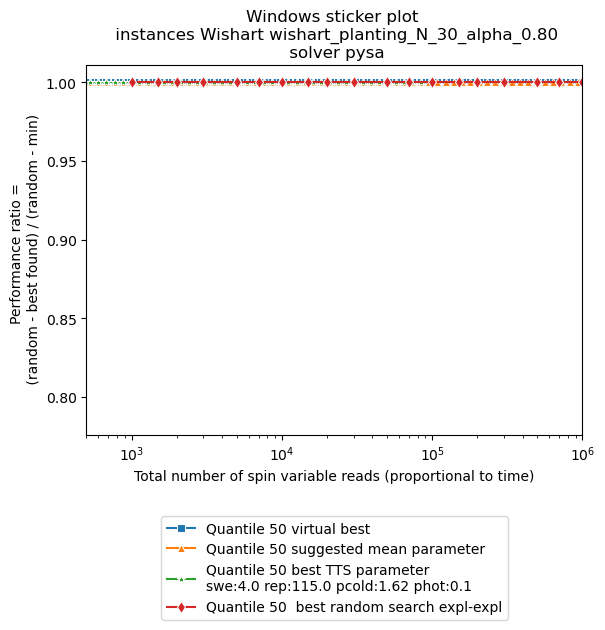 Windows sticker plot
instances Wishart wishart_planting_N_30_alpha_0.80
solver pysa
Performance ratio =
(random - best found) / (random - min)
1.00
0.95
0.90
0.85
0.80
10³
10⁴
10⁵
10⁶
Total number of spin variable reads (proportional to time)
Quantile 50 virtual best
Quantile 50 suggested mean parameter
Quantile 50 best TTS parameter
swe:4.0 rep:115.0 pcold:1.62 phot:0.1
Quantile 50  best random search expl-expl